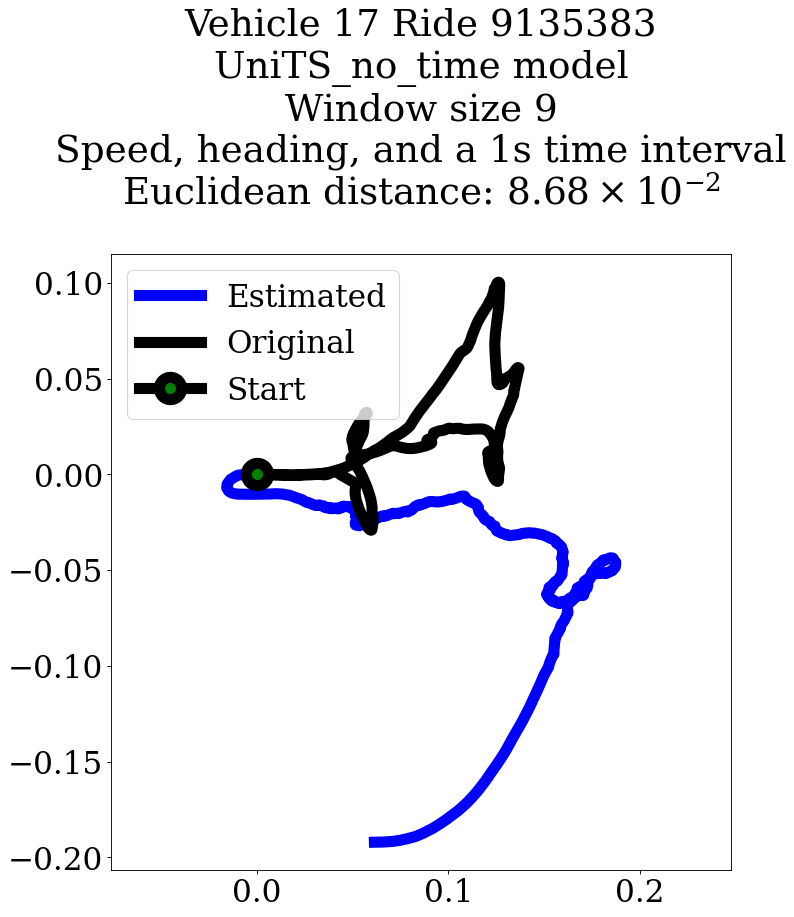 Vehicle 17 Ride 9135383
UniTS_no_time model
Window size 9
Speed, heading, and a 1s time interval
Euclidean distance: 8.68 × 10⁻²
Estimated
Original
Start
0.10
0.05
0.00
−0.05
−0.10
−0.15
−0.20
0.0 0.1 0.2